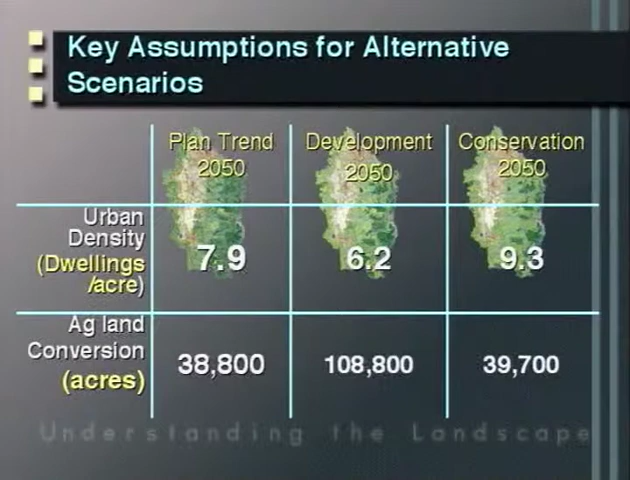 Key Assumptions for Alternative
Scenarios
Plan Trend
2050
Development
2050
Conservation
2050
Urban
Density
(Dwellings
/acre)
7.9
6.2
9.3
Ag land
Conversion
(acres)
38,800
108,800
39,700
Understanding the Landscape